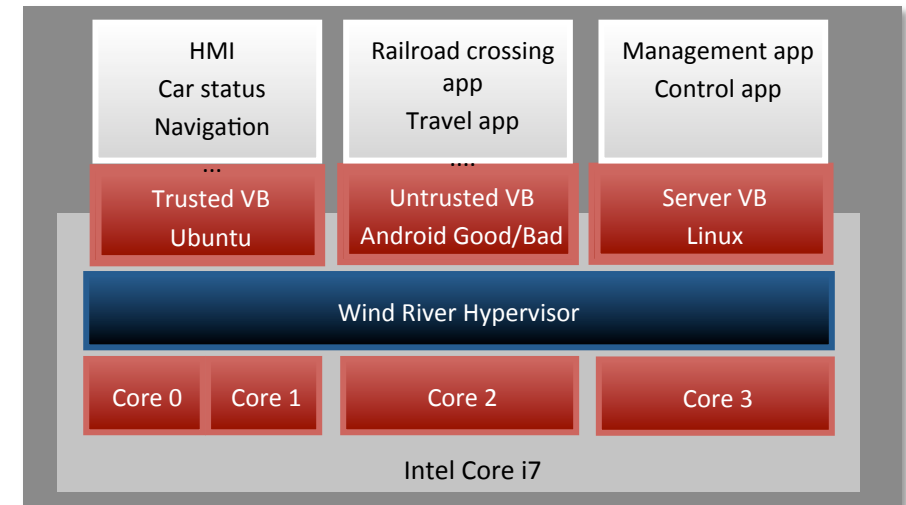 HMI
Car status
Navigation
...
Railroad crossing
app
Travel app
....
Management app
Control app
Trusted VB
Ubuntu
Untrusted VB
Android Good/Bad
Server VB
Linux
Wind River Hypervisor
Core 0
Core 1
Core 2
Core 3
Intel Core i7